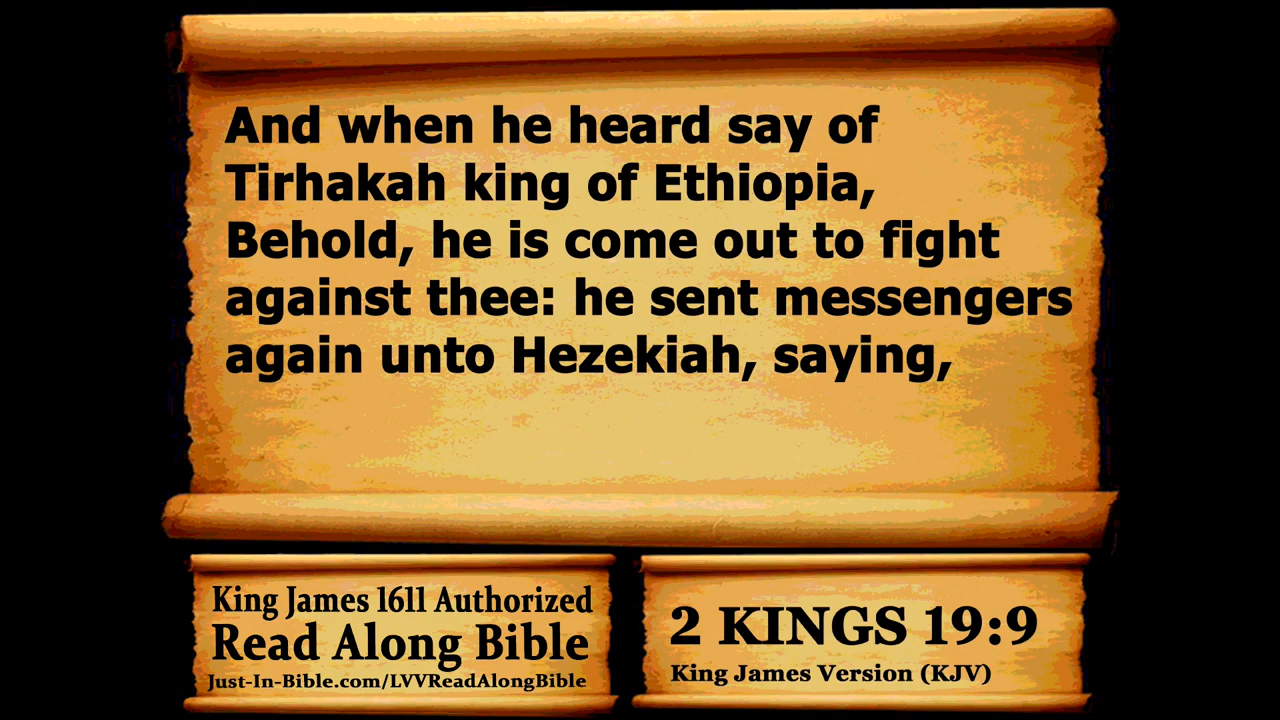 And when he heard say of
Tirhakah king of Ethiopia,
Behold, he is come out to fight
against thee: he sent messengers
again unto Hezekiah, saying,
King James 1611 Authorized
Read Along Bible
Just-In-Bible.com/LVVReadAlongBible
2 KINGS 19:9
King James Version (KJV)